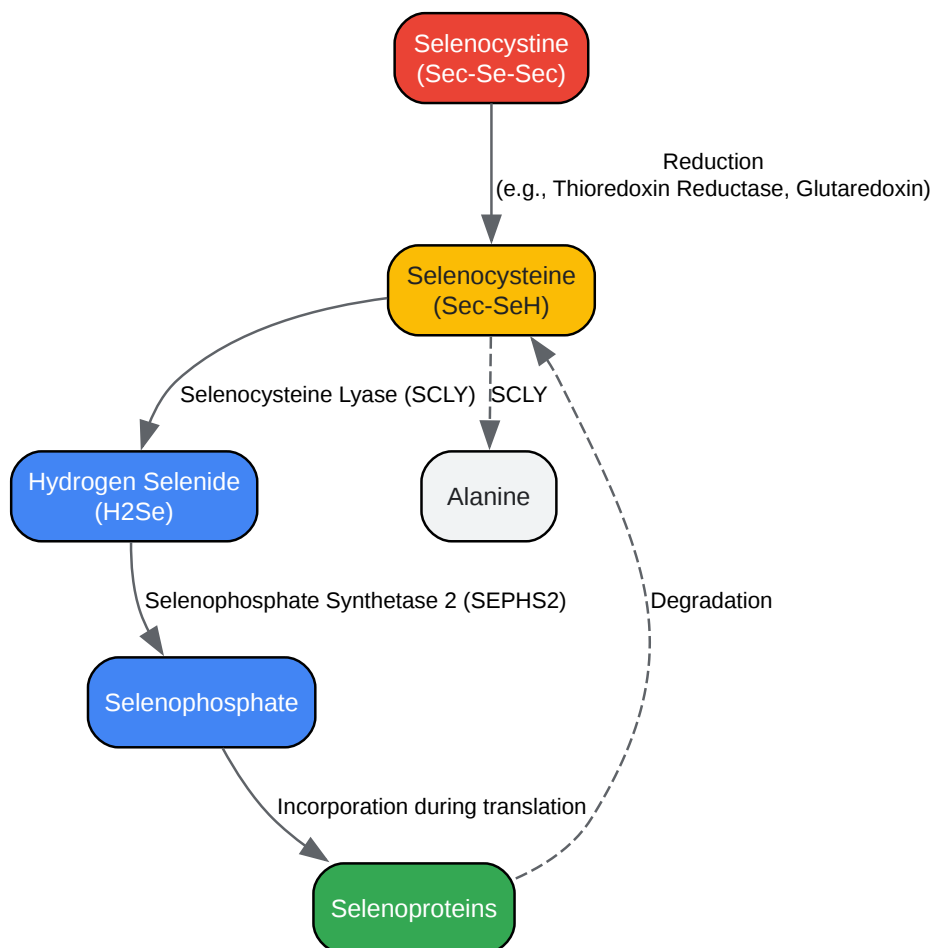 Selenocystine
(Sec-Se-Sec)
Reduction
(e.g., Thioredoxin Reductase, Glutaredoxin)
Selenocysteine
(Sec-SeH)
Selenocysteine Lyase (SCLY)
SCLY
Hydrogen Selenide
(H2Se)
Alanine
Selenophosphate Synthetase 2 (SEPHS2)
Degradation
Selenophosphate
Incorporation during translation
Selenoproteins